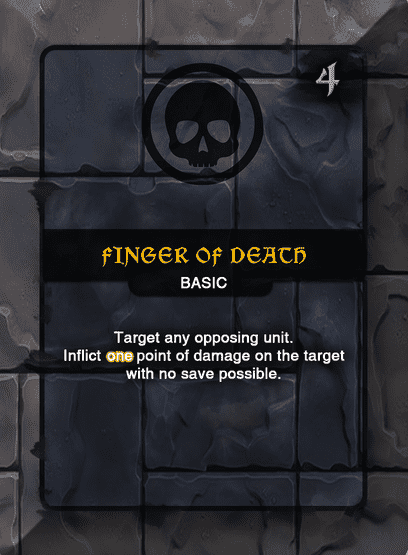 4
FINGER OF DEATH
BASIC
Target any opposing unit.
Inflict one point of damage on the target
with no save possible.